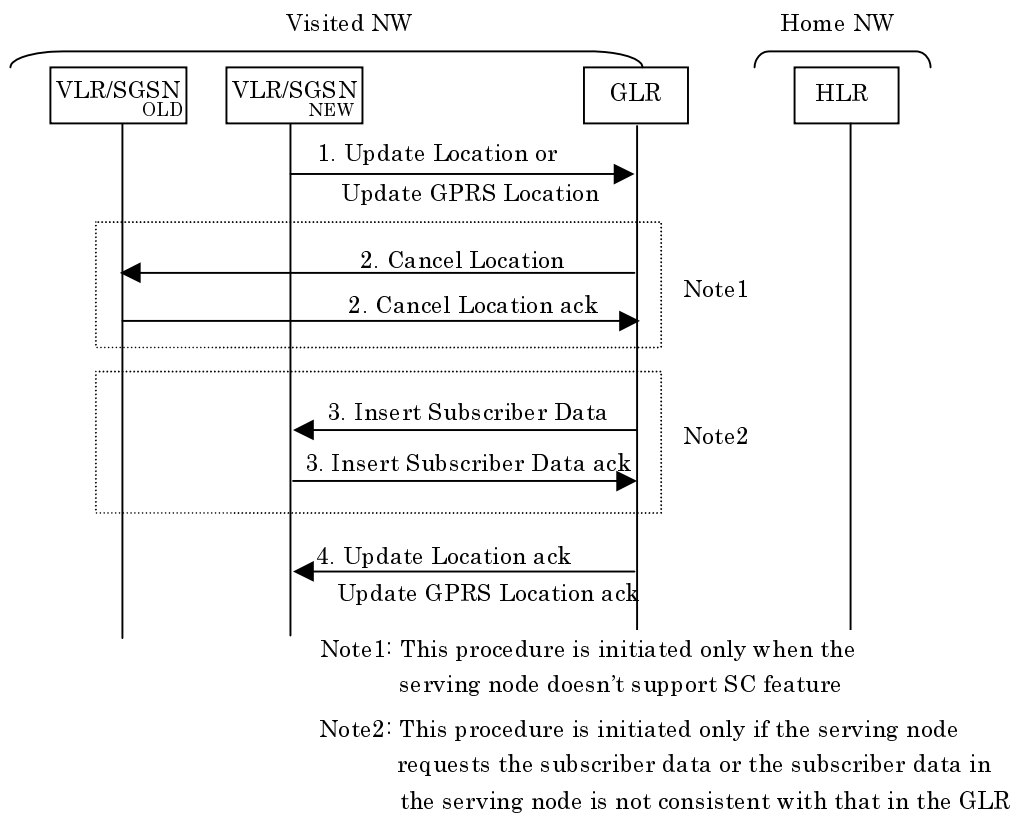 Visited NW
Home NW
VLR/SGSN
OLD
VLR/SGSN
NEW
GLR
HLR
1. Update Location or
Update GPRS Location
2. Cancel Location
Note1
2. Cancel Location ack
3. Insert Subscriber Data
Note2
3. Insert Subscriber Data ack
4. Update Location ack
Update GPRS Location ack
Note1: This procedure is initiated only when the
serving node doesn't support SC feature
Note2: This procedure is initiated only if the serving node
requests the subscriber data or the subscriber data in
the serving node is not consistent with that in the GLR